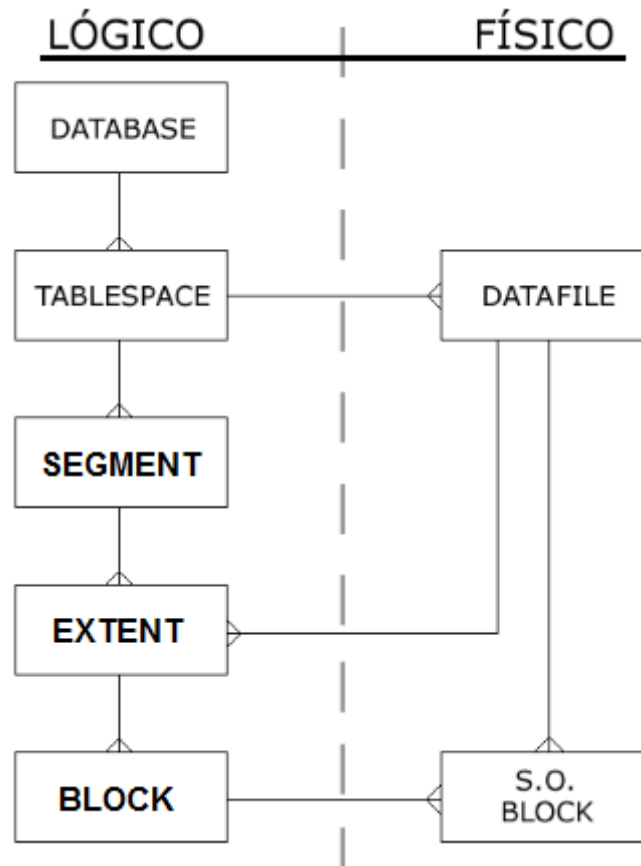 LÓGICO
FÍSICO
DATABASE
TABLESPACE
DATAFILE
SEGMENT
EXTENT
BLOCK
S.O.
BLOCK